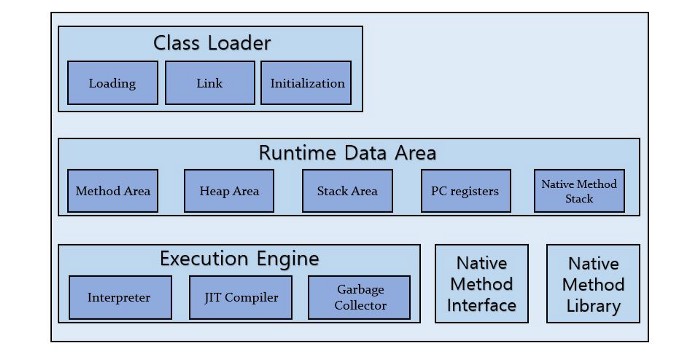 Class Loader
Loading
Link
Initialization
Runtime Data Area
Method Area
Heap Area
Stack Area
PC registers
Native Method
Stack
Execution Engine
Interpreter
JIT Compiler
Garbage
Collector
Native
Method
Interface
Native
Method
Library